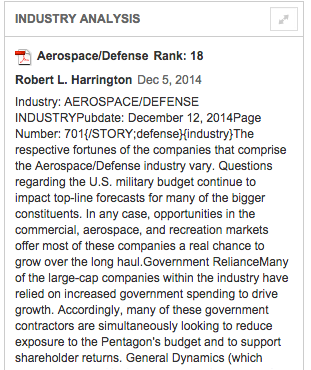 INDUSTRY ANALYSIS
Aerospace/Defense Rank: 18
Robert L. Harrington Dec 5, 2014
Industry: AEROSPACE/DEFENSE
INDUSTRYPubdate: December 12, 2014Page
Number: 701{/STORY;defense}{industry}The
respective fortunes of the companies that comprise
the Aerospace/Defense industry vary. Questions
regarding the U.S. military budget continue to
impact top-line forecasts for many of the bigger
constituents. In any case, opportunities in the
commercial, aerospace, and recreation markets
offer most of these companies a real chance to
grow over the long haul.Government RelianceMany
of the large-cap companies within the industry have
relied on increased government spending to drive
growth. Accordingly, many of these government
contractors are simultaneously looking to reduce
exposure to the Pentagon's budget and to support
shareholder returns. General Dynamics (which